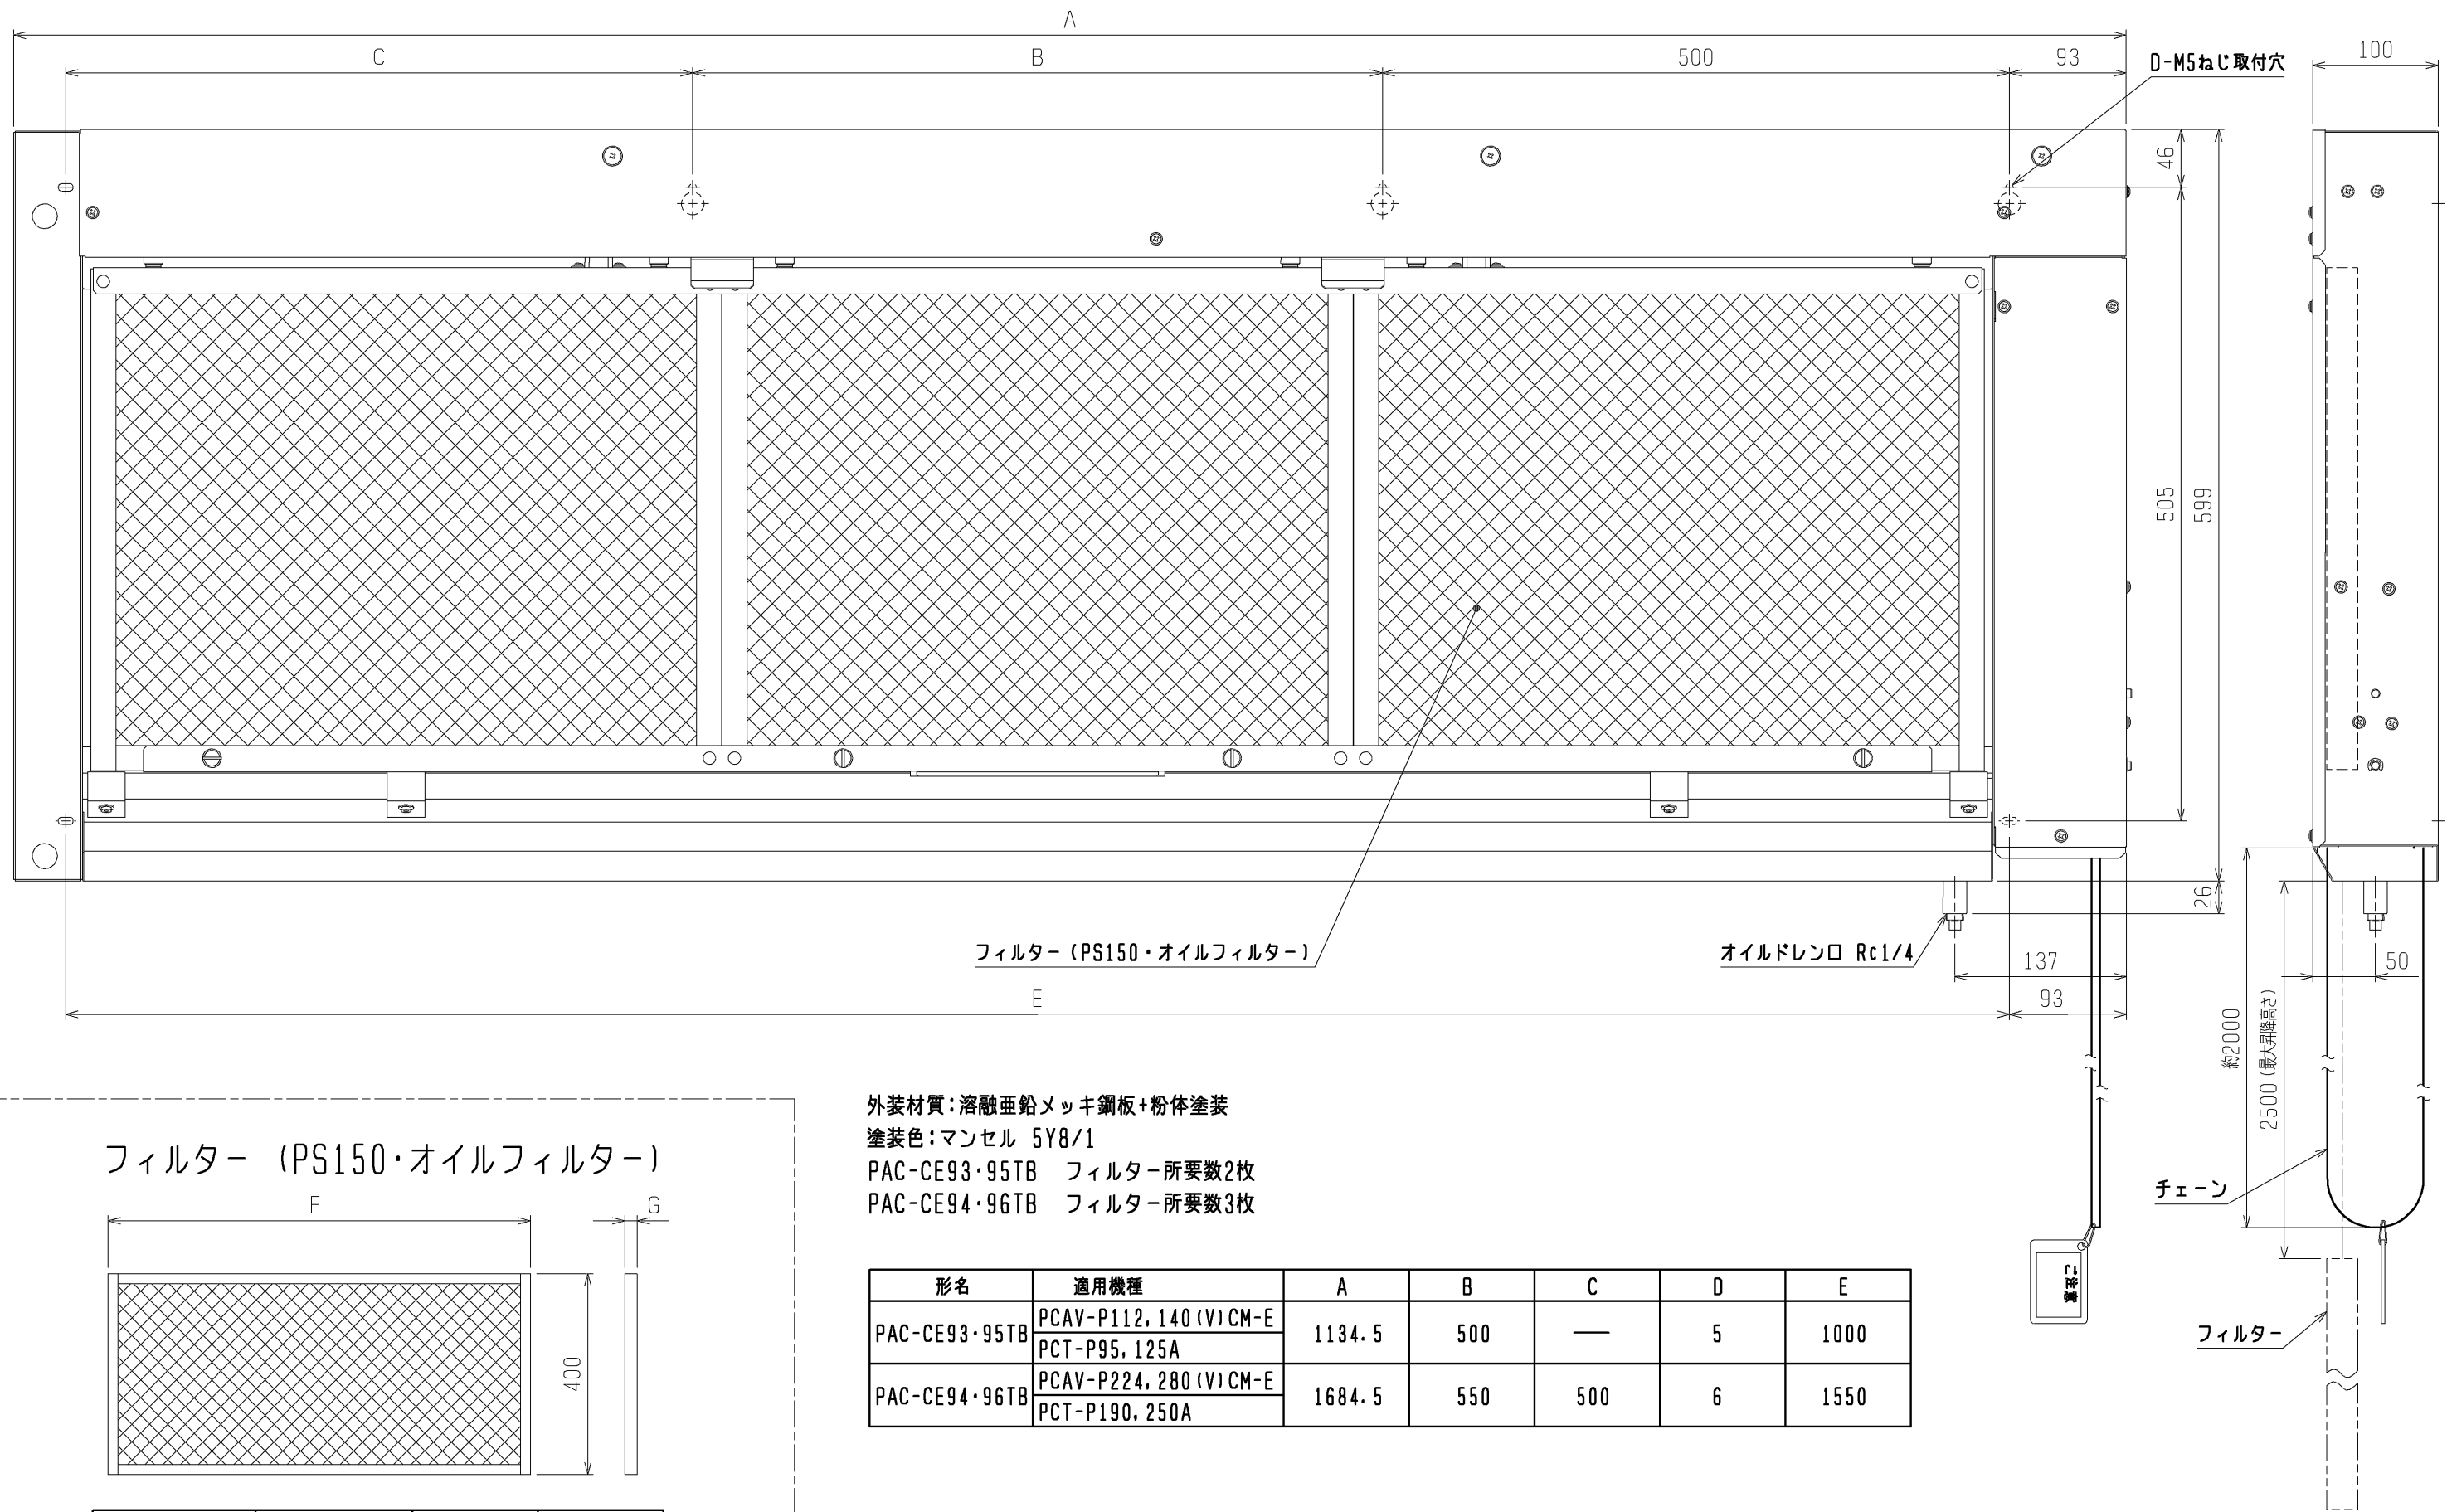 A
C
B
500
93
D-M5ねじ取付穴
100
46
505
599
26
フィルター (PS150・オイルフィルター)
オイルドレン口 Rc1/4
137
50
E
93
約2000
2500 (最大昇降高さ)
チェーン
フィルター
ご注意
外装材質:溶融亜鉛メッキ鋼板+粉体塗装
塗装色:マンセル 5Y8/1
PAC-CE93・95TB フィルター所要数2枚
PAC-CE94・96TB フィルター所要数3枚
フィルター (PS150・オイルフィルター)
F
G
400
形名 適用機種 A B C D E
PAC-CE93・95TB PCAV-P112,140(V)CM-E 1134.5 500 — 5 1000
PCT-P95,125A
PAC-CE94・96TB PCAV-P224,280(V)CM-E 1684.5 550 500 6 1550
PCT-P190,250A